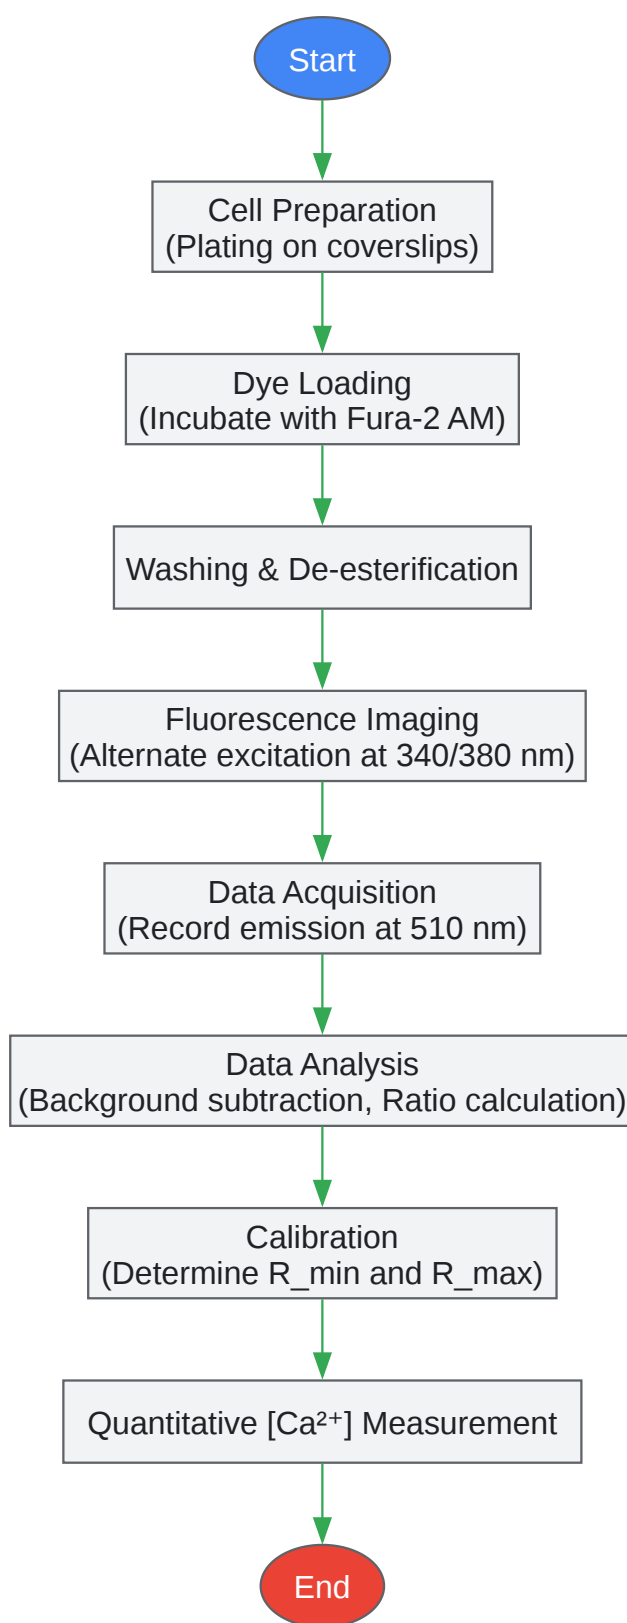 Start
Cell Preparation
(Plating on coverslips)
Dye Loading
(Incubate with Fura-2 AM)
Washing & De-esterification
Fluorescence Imaging
(Alternate excitation at 340/380 nm)
Data Acquisition
(Record emission at 510 nm)
Data Analysis
(Background subtraction, Ratio calculation)
Calibration
(Determine R_min and R_max)
Quantitative [Ca²⁺] Measurement
End